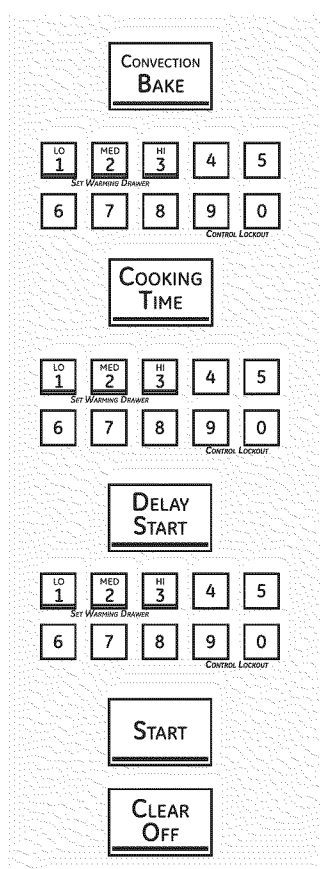 CONVECTION
BAKE
LO MED HI
1 2 3 4 5
SET WARMING DRAWER
6 7 8 9 0
CONTROL LOCKOUT
COOKING
TIME
LO MED HI
1 2 3 4 5
SET WARMING DRAWER
6 7 8 9 0
CONTROL LOCKOUT
DELAY
START
LO MED HI
1 2 3 4 5
SET WARMING DRAWER
6 7 8 9 0
CONTROL LOCKOUT
START
CLEAR
OFF